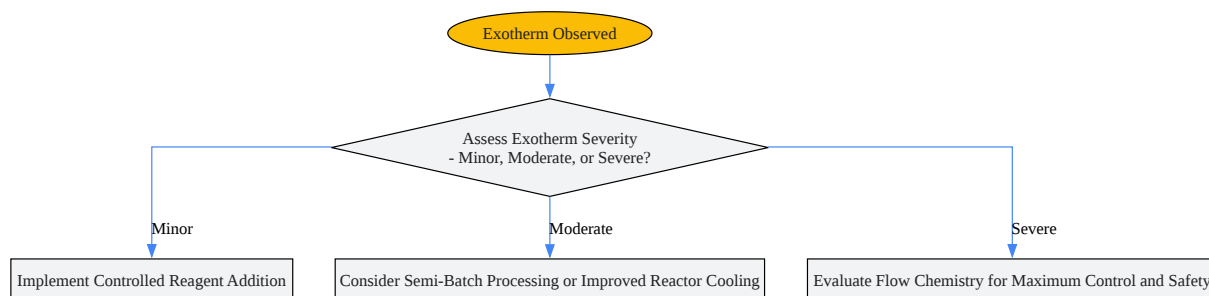 Exotherm Observed
Assess Exotherm Severity
- Minor, Moderate, or Severe?
Minor
Moderate
Severe
Implement Controlled Reagent Addition
Consider Semi-Batch Processing or Improved Reactor Cooling
Evaluate Flow Chemistry for Maximum Control and Safety